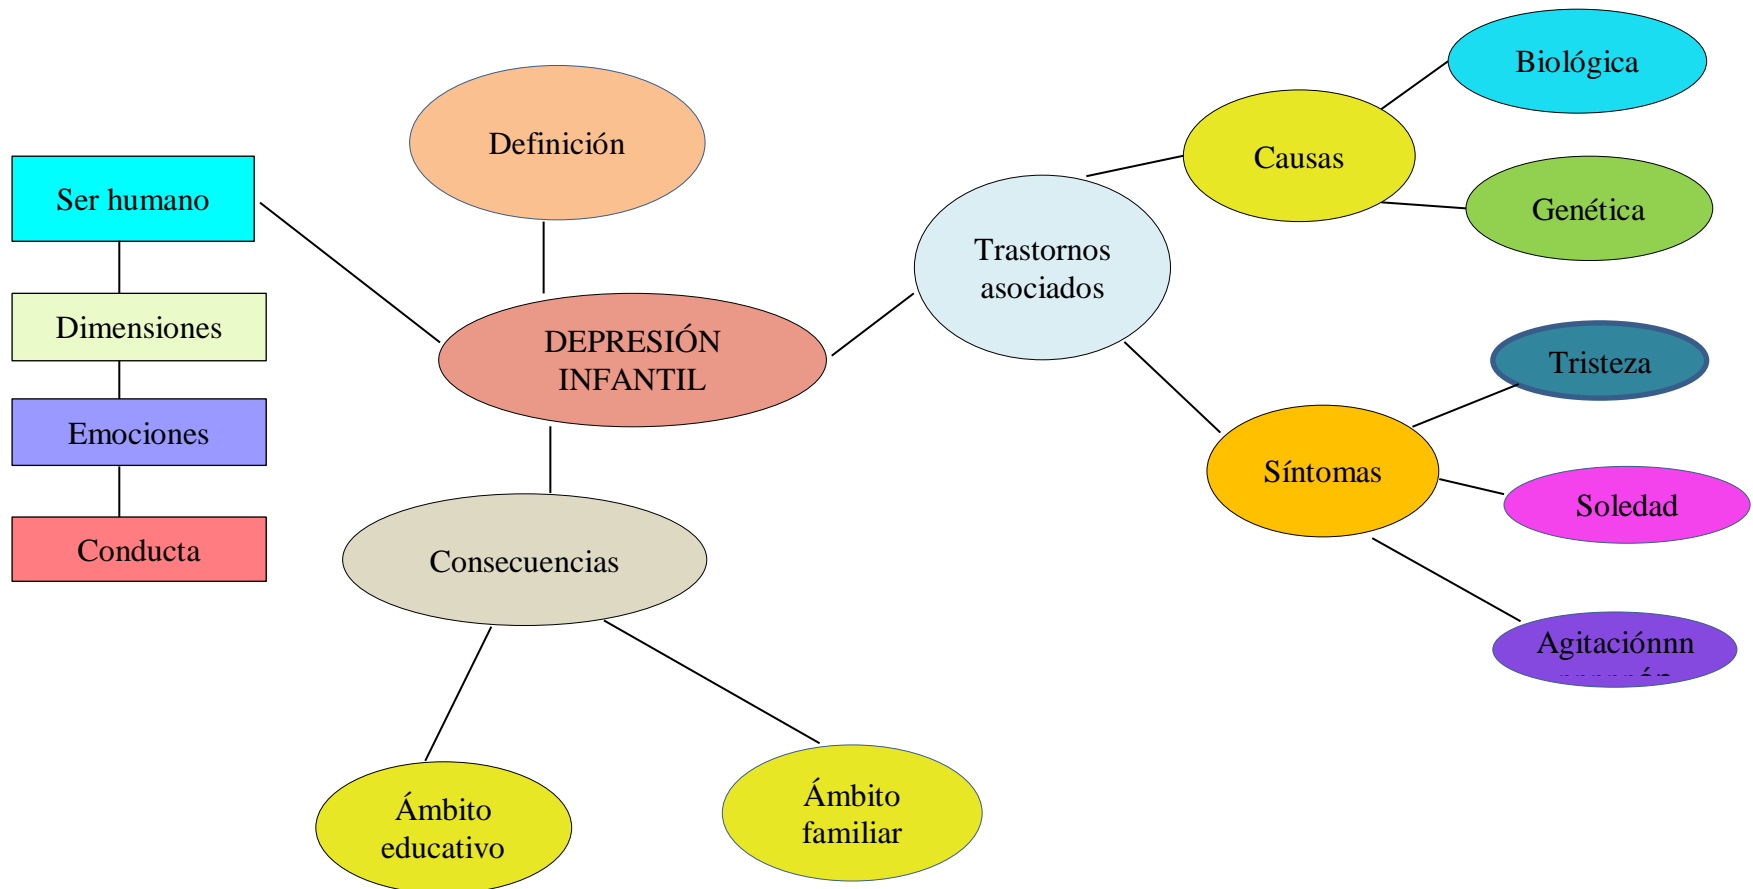 Biológica
Definición
Causas
Ser humano
Genética
Trastornos
asociados
Dimensiones
DEPRESIÓN
INFANTIL
Tristeza
Emociones
Síntomas
Soledad
Conducta
Consecuencias
Agitaciónnn
Ámbito
educativo
Ámbito
familiar